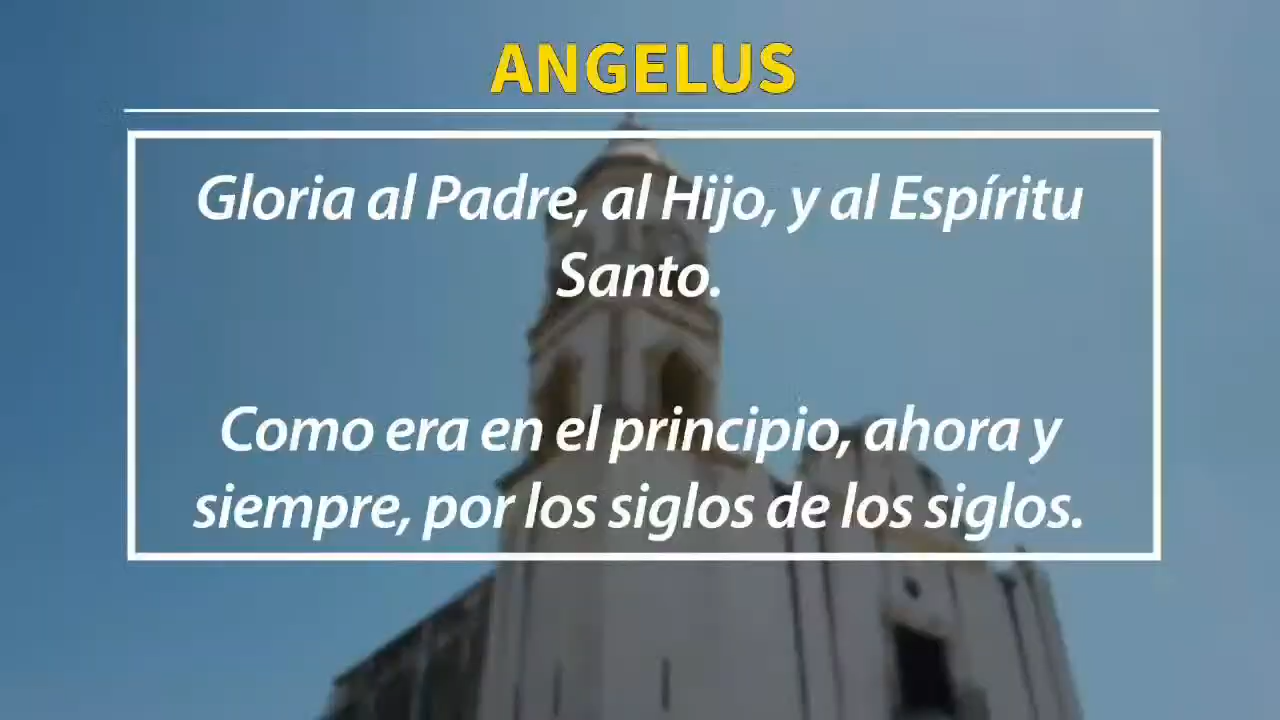 ANGELUS
Gloria al Padre, al Hijo, y al Espíritu
Santo.
Como era en el principio, ahora y
siempre, por los siglos de los siglos.